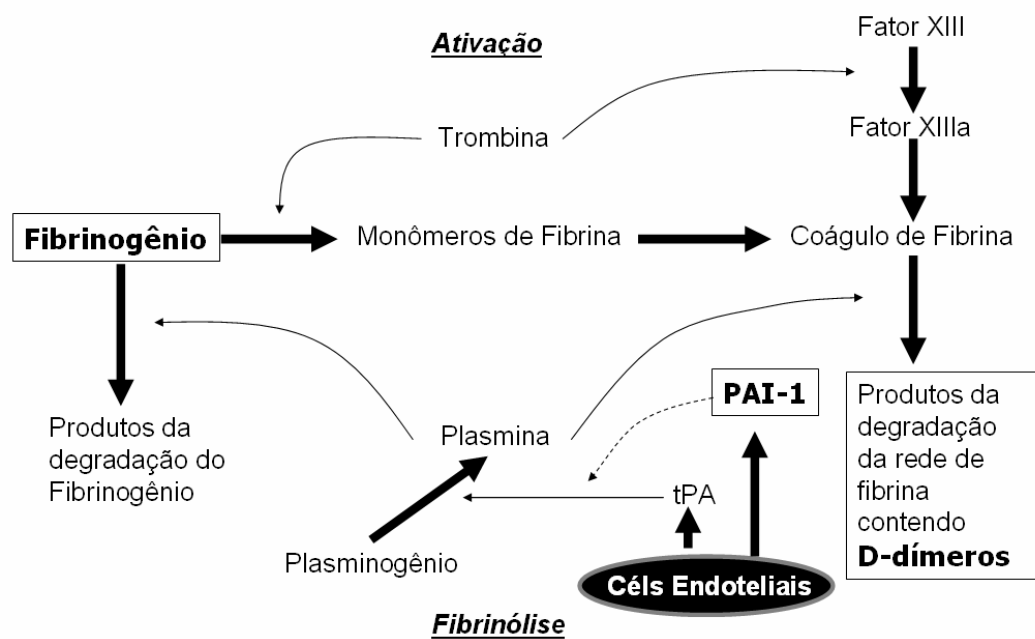 Ativação
Fator XIII
Trombina
Fator XIIIa
Fibrinogênio
Monômeros de Fibrina
Coágulo de Fibrina
PAI-1
Produtos da
degradação do
Fibrinogênio
Plasmina
Produtos da
degradação
da rede de
fibrina
contendo
D-dímeros
tPA
Plasminogênio
Céls Endoteliais
Fibrinólise